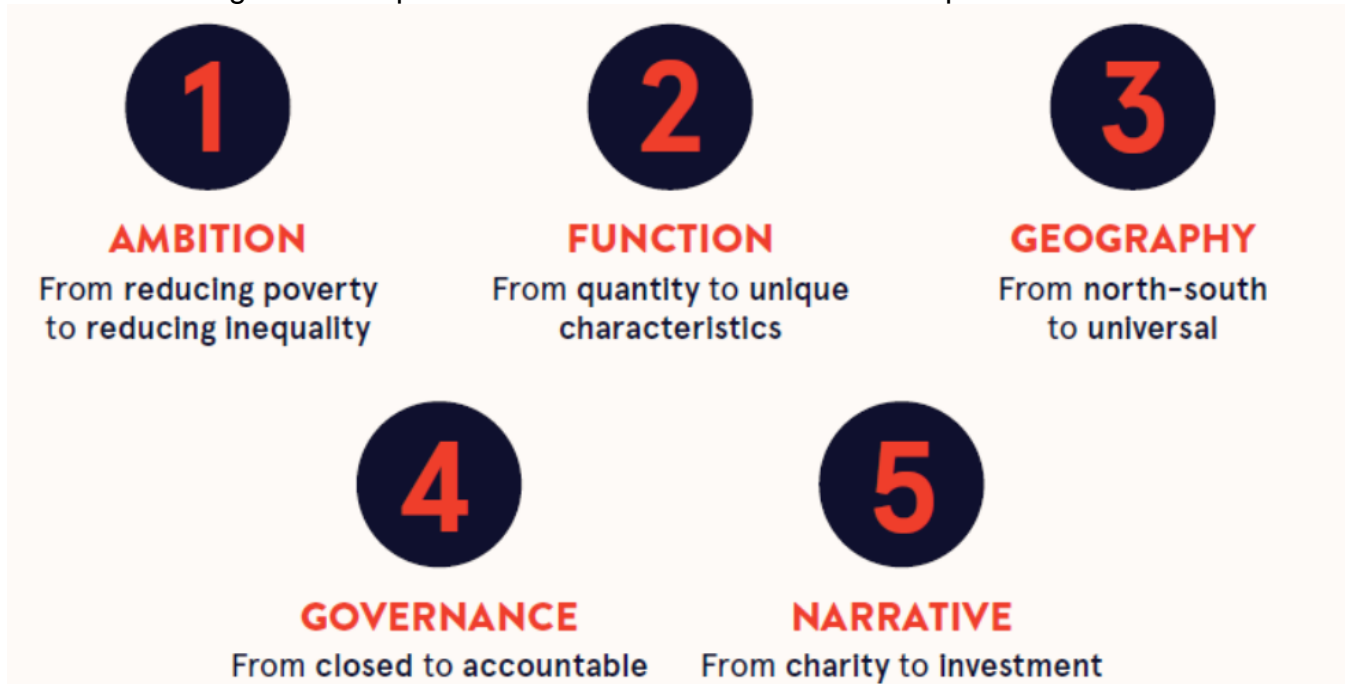 1
2
3
AMBITION
FUNCTION
GEOGRAPHY
From reducing poverty
to reducing inequality
From quantity to unique
characteristics
From north-south
to universal
4
5
GOVERNANCE
NARRATIVE
From closed to accountable
From charity to investment